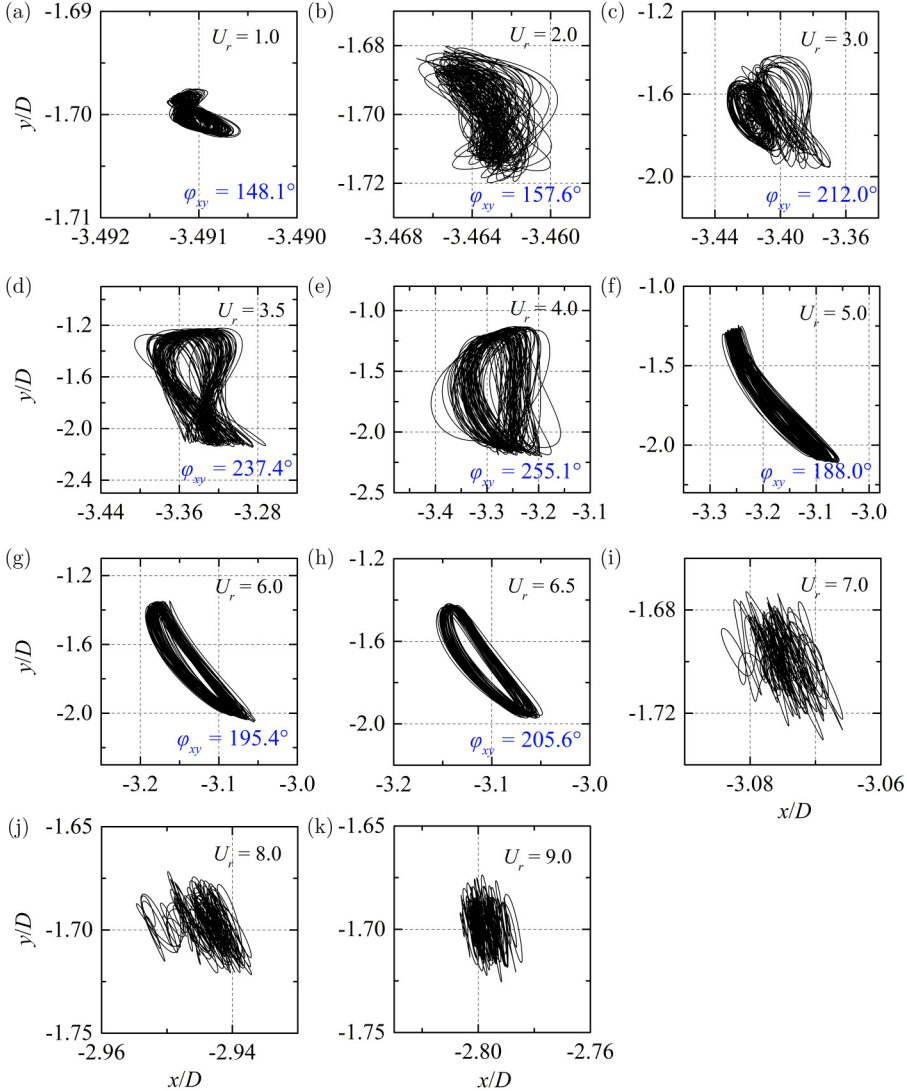 (a)
-1.69
U_r = 1.0
-1.70
y/D
φ_xy = 148.1°
-1.71
-3.492 -3.491 -3.490
(b)
-1.68
U_r = 2.0
-1.70
-1.72
φ_xy = 157.6°
-3.468 -3.464 -3.460
(c)
-1.2
U_r = 3.0
-1.6
-2.0
φ_xy = 212.0°
-3.44 -3.40 -3.36
(d)
-1.2
U_r = 3.5
-1.6
y/D
-2.0
φ_xy = 237.4°
-2.4
-3.44 -3.36 -3.28
(e)
-1.0
U_r = 4.0
-1.5
-2.0
φ_xy = 255.1°
-2.5
-3.4 -3.3 -3.2 -3.1
(f)
-1.0
U_r = 5.0
-1.5
-2.0
φ_xy = 188.0°
-3.3 -3.2 -3.1 -3.0
(g)
-1.2
U_r = 6.0
-1.6
y/D
-2.0
φ_xy = 195.4°
-3.2 -3.1 -3.0
(h)
-1.2
U_r = 6.5
-1.6
-2.0
φ_xy = 205.6°
-3.2 -3.1 -3.0
(i)
U_r = 7.0
-1.68
-1.72
-3.08 -3.06
x/D
(j)
-1.65
U_r = 8.0
-1.70
y/D
-1.75
-2.96 -2.94
x/D
(k)
-1.65
U_r = 9.0
-1.70
-1.75
-2.80 -2.76
x/D